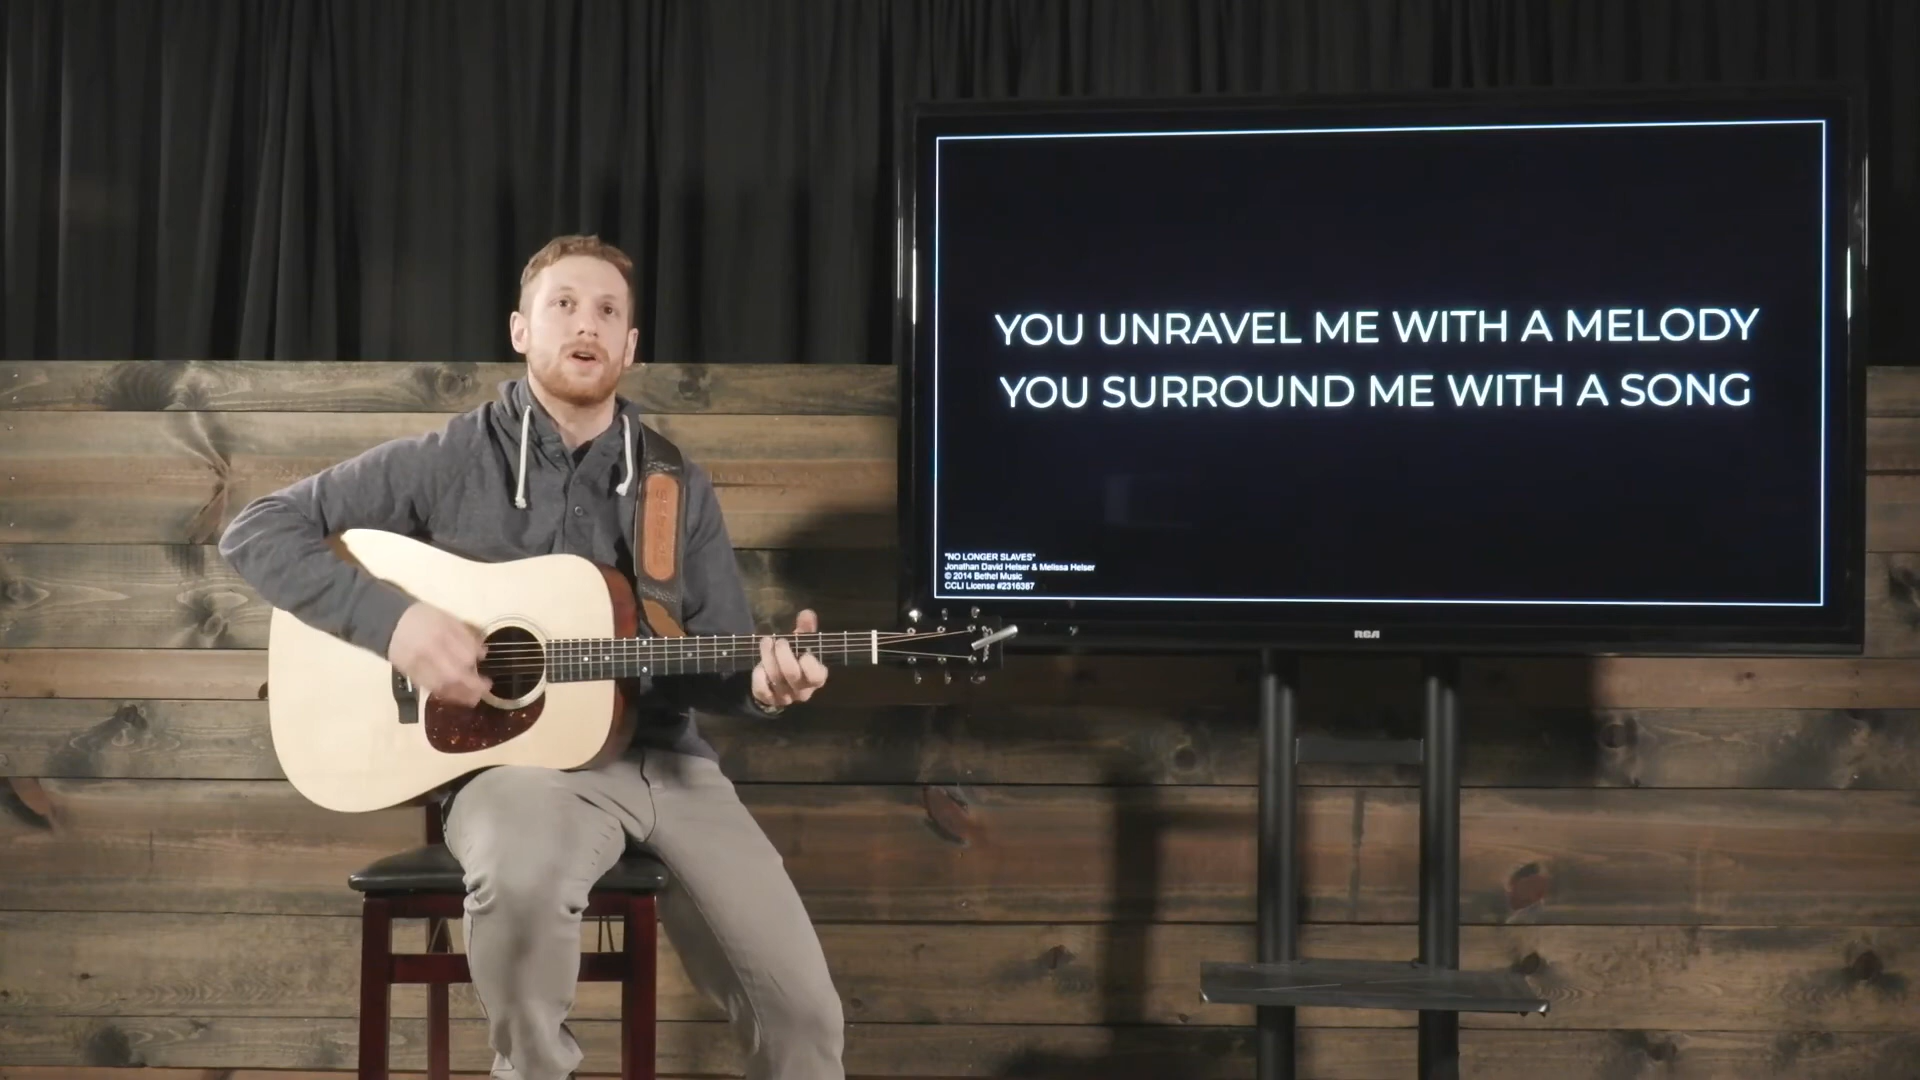 YOU UNRAVEL ME WITH A MELODY
YOU SURROUND ME WITH A SONG
"NO LONGER SLAVES"
Jonathan David Helser & Melissa Helser
© 2014 Bethel Music
CCLI License #2316387
RCA